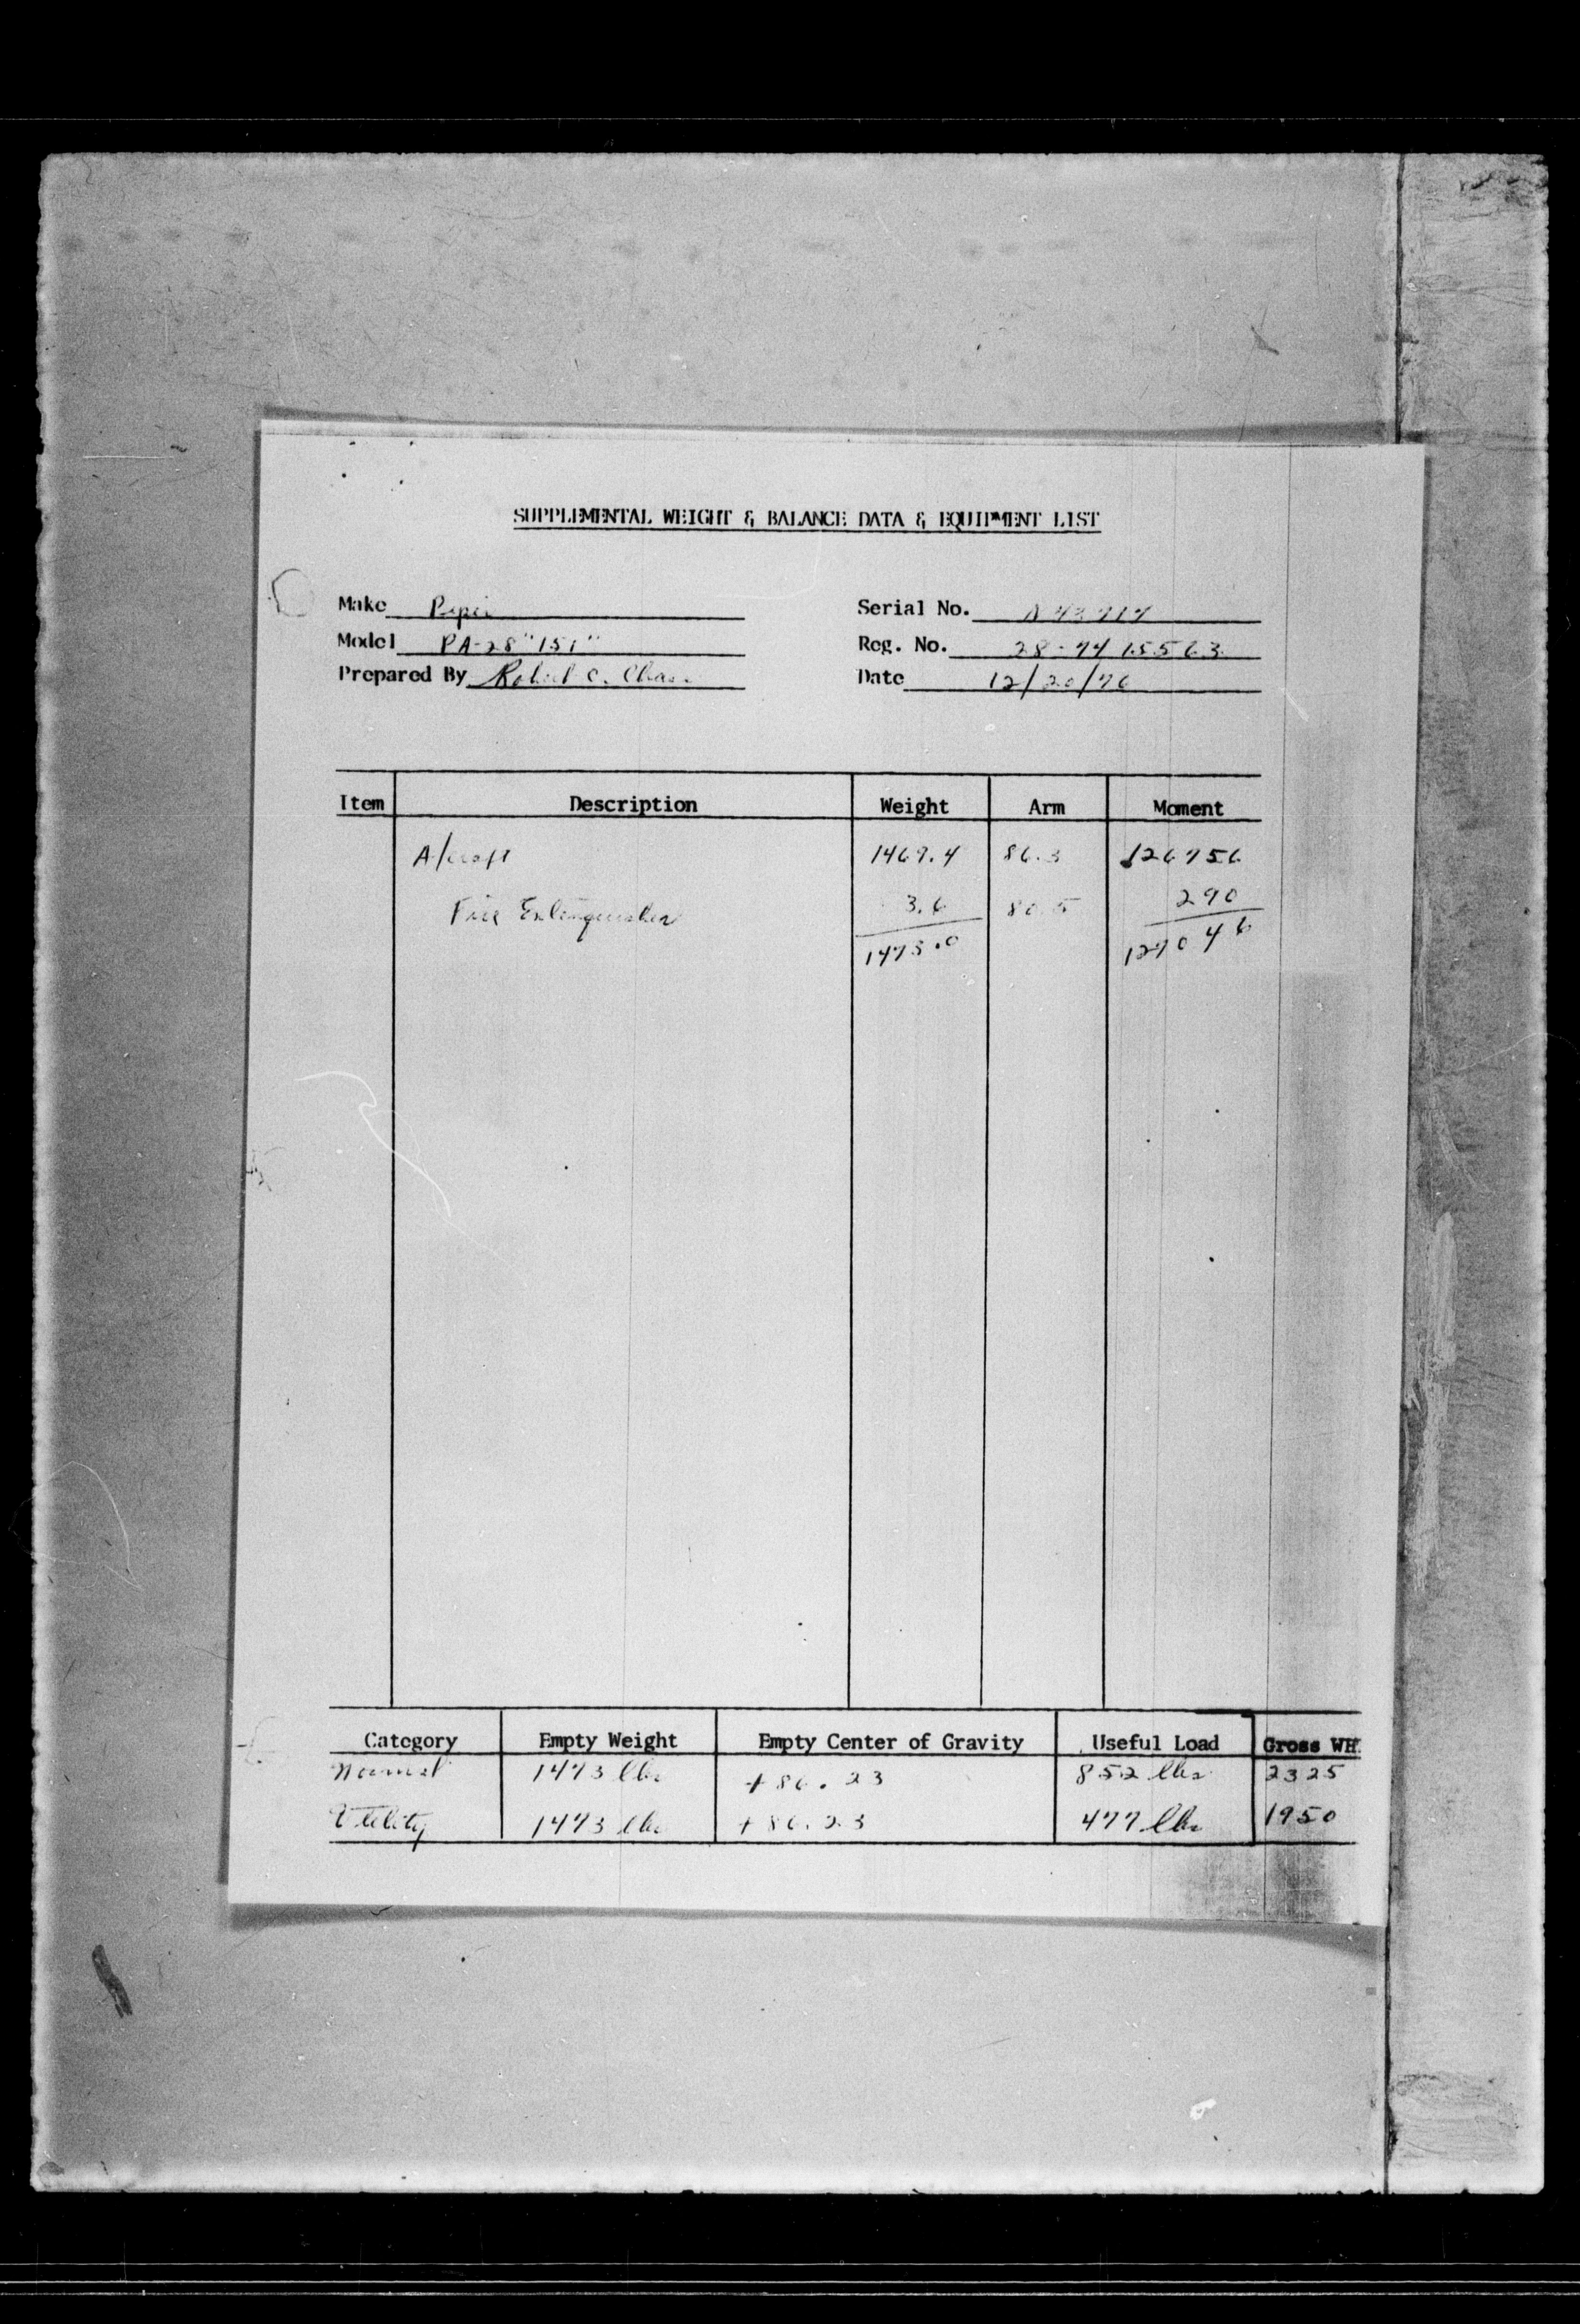 SUPPLEMENTAL WEIGHT & BALANCE DATA & EQUIPMENT LIST
Make Piper Serial No.
Model PA-28"151" Reg. No. 28-7415563
Prepared By Robert C. Date 12/20/76
Item Description Weight Arm Moment
A/craft 1469.4 86.3 126756
Fire Extinguisher 3.6 80.5 290
1473.0 127046
Category Empty Weight Empty Center of Gravity Useful Load Gross WH.
Normal 1473 lbs +86.23 852 lbs 2325
Utility 1473 lbs +86.23 477 lbs 1950